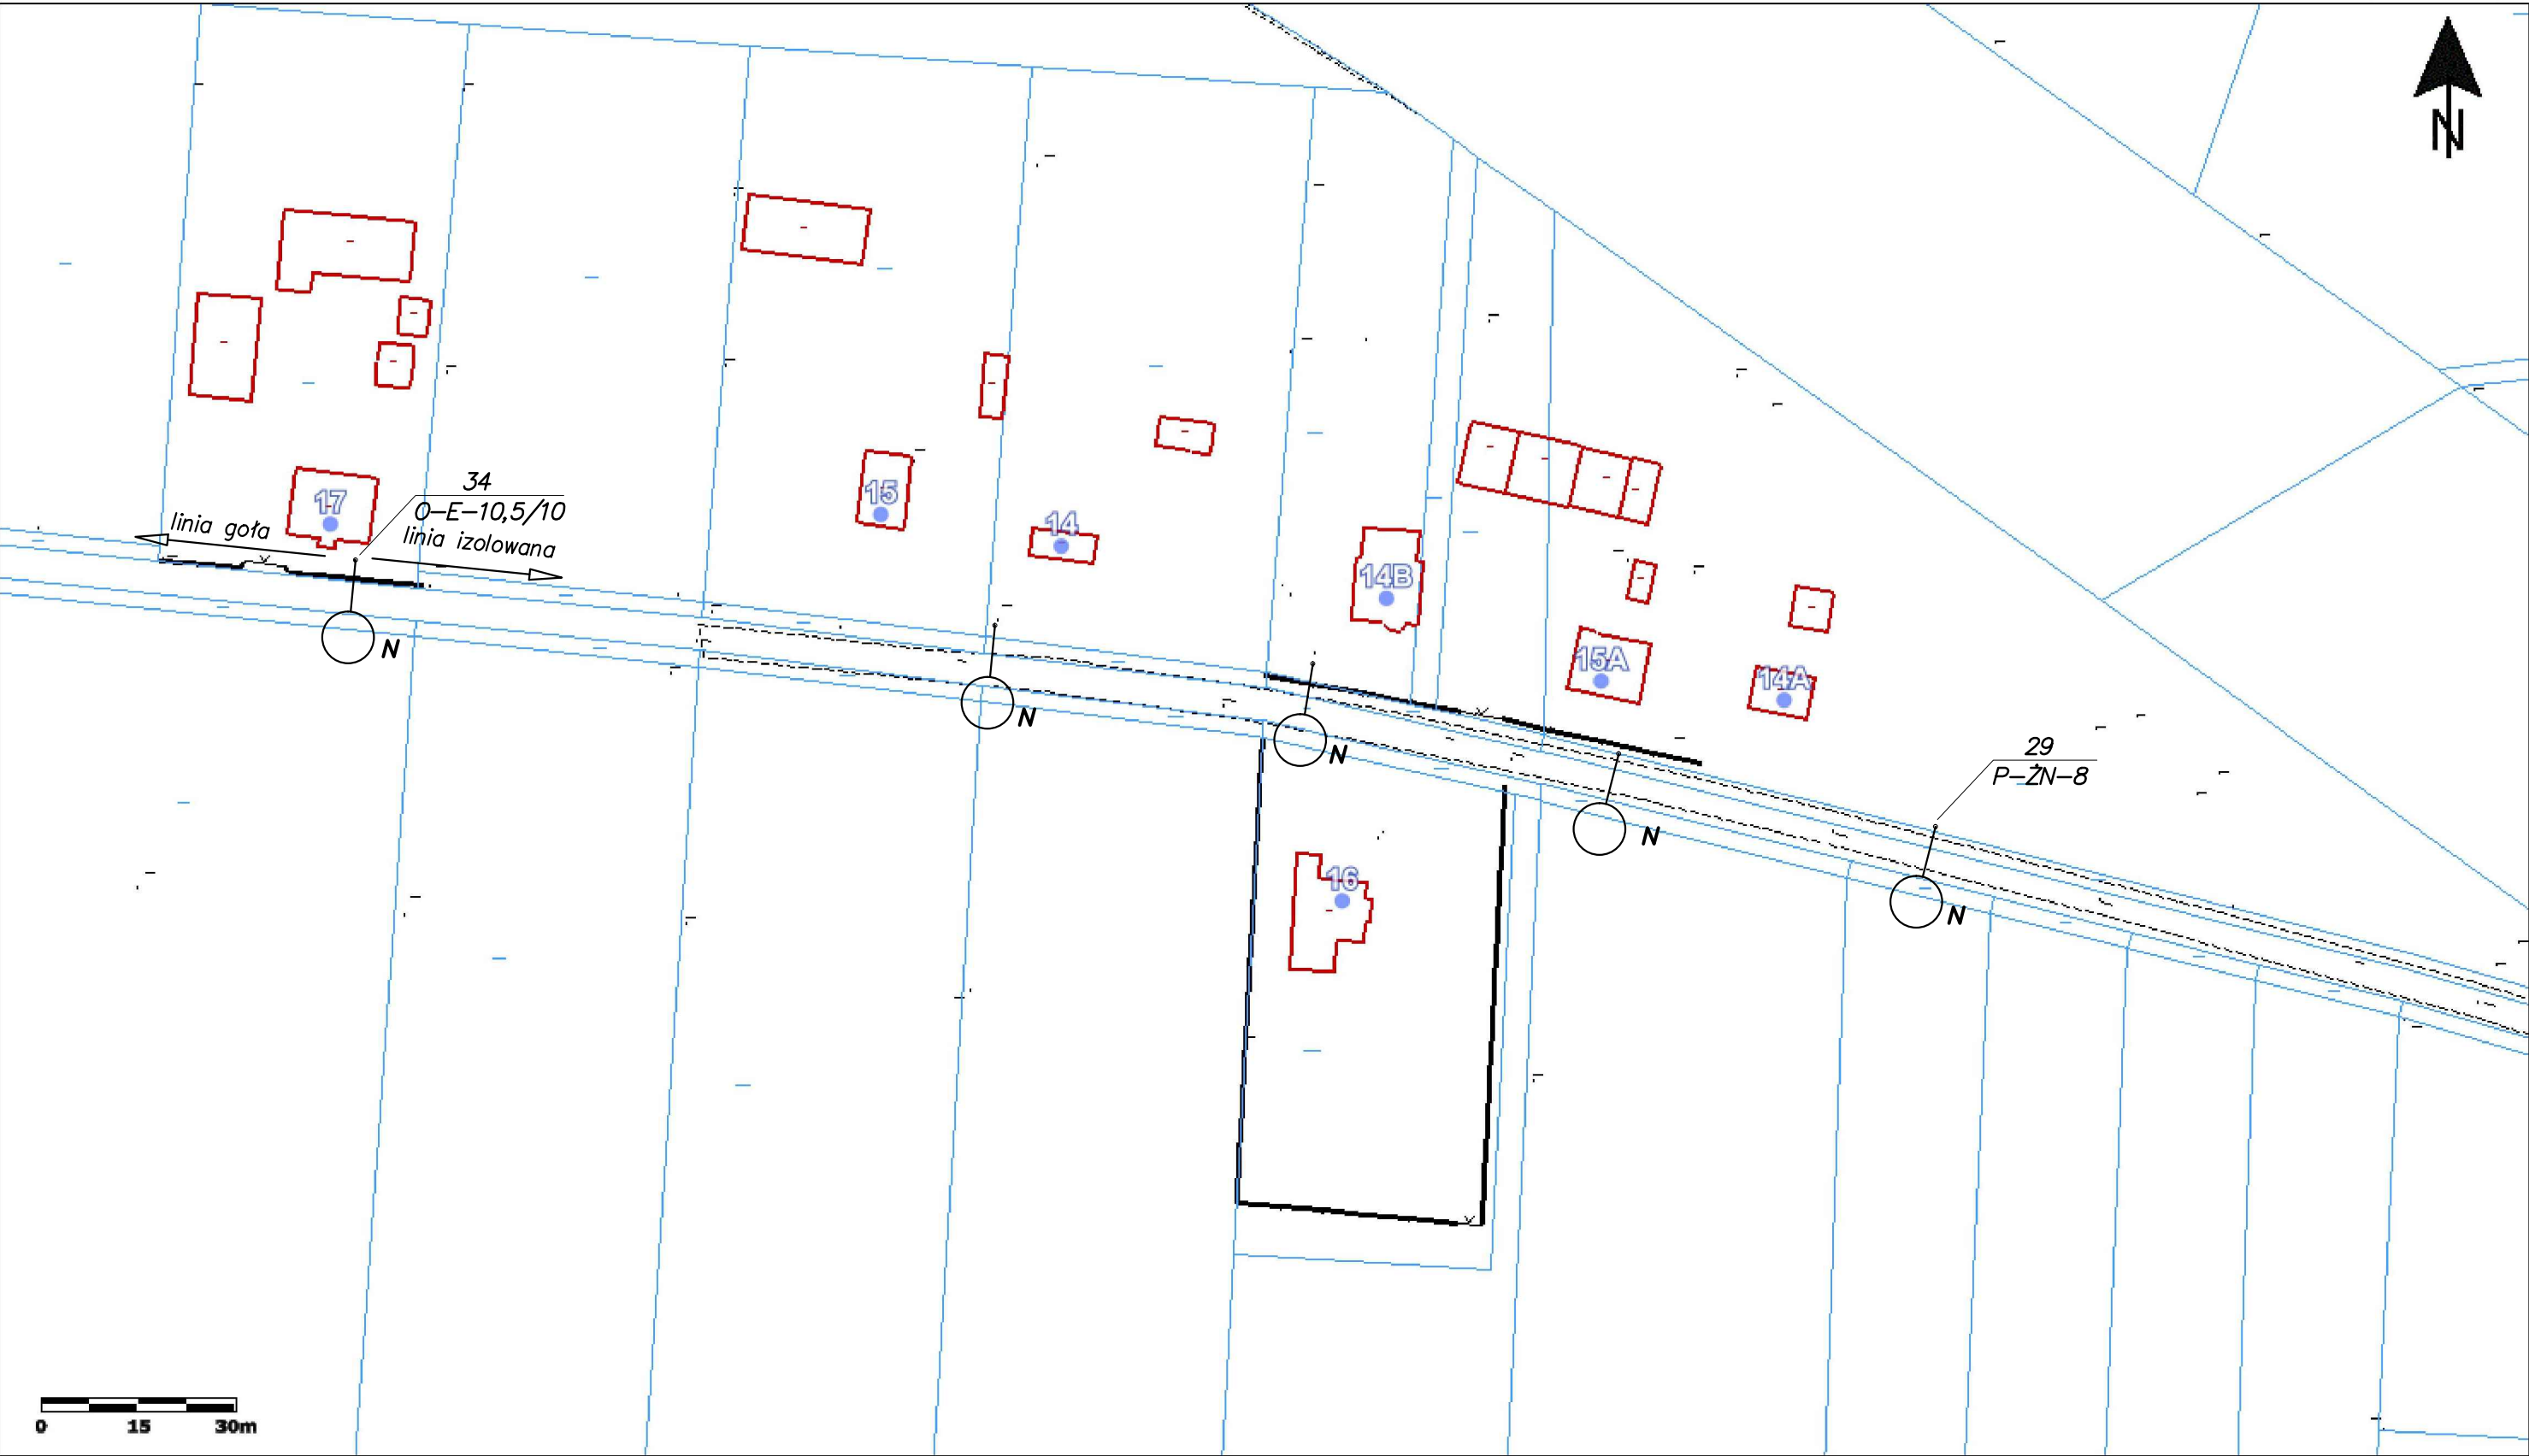 N
34
O-E-10,5/10
linia goła
linia izolowana
17
15
14
14B
15A
14A
29
P-ŻN-8
N
N
N
N
N
16
0 15 30m